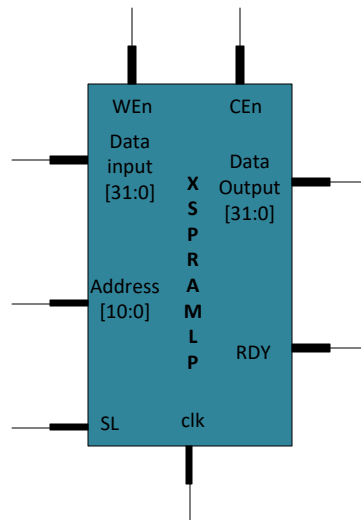 WEn
CEn
Data
input
[31:0]
Data
Output
[31:0]
X
S
P
R
A
M
L
P
Address
[10:0]
RDY
SL
clk